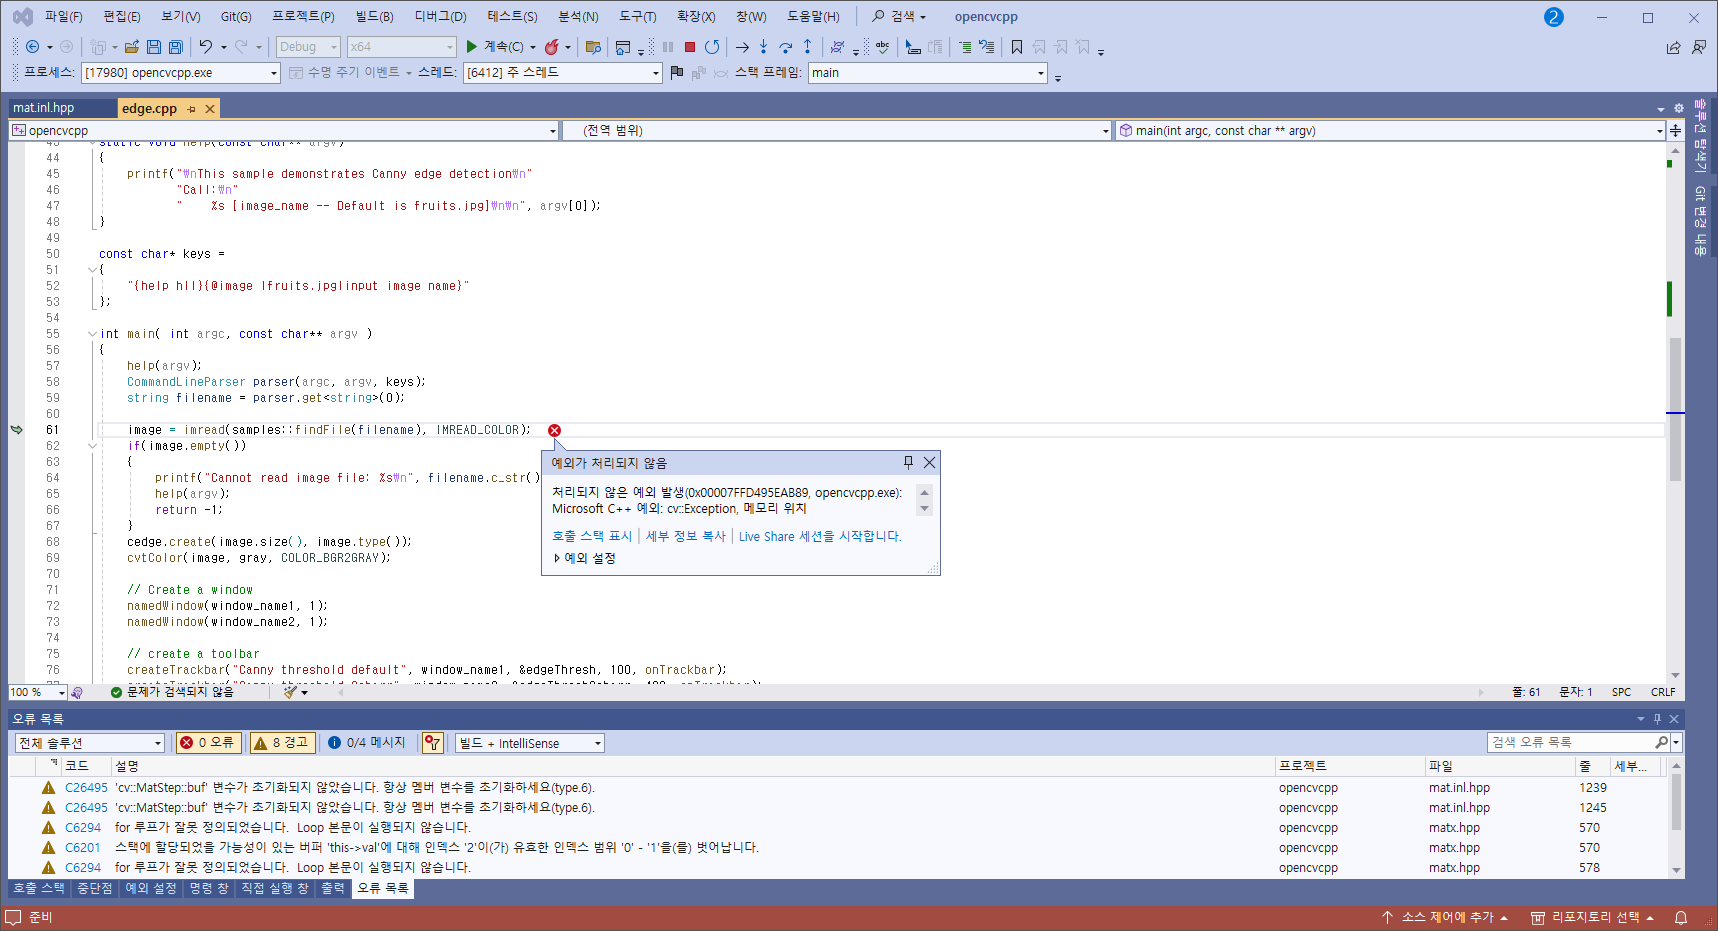 파일(F) 편집(E) 보기(V) Git(G) 프로젝트(P) 빌드(B) 디버그(D) 테스트(S) 분석(N) 도구(T) 확장(X) 창(W) 도움말(H) 검색 opencvcpp 2
Debug x64 계속(C) abc
프로세스: [17980] opencvcpp.exe 수명 주기 이벤트 스레드: [6412] 주 스레드 스택 프레임: main
mat.inl.hpp edge.cpp
솔루션 탐색기
Git 변경 내용
opencvcpp (전역 범위) main(int argc, const char ** argv)
43 static void help(const char** argv)
44 {
45 printf("₩nThis sample demonstrates Canny edge detection₩n"
46 "Call:₩n"
47 " %s [image_name -- Default is fruits.jpg]₩n₩n", argv[0]);
48 }
49
50 const char* keys =
51 {
52 "{help h||}{@image |fruits.jpg|input image name}"
53 };
54
55 int main( int argc, const char** argv )
56 {
57 help(argv);
58 CommandLineParser parser(argc, argv, keys);
59 string filename = parser.get<string>(0);
60
61 image = imread(samples::findFile(filename), IMREAD_COLOR);
62 if(image.empty())
63 {
64 printf("Cannot read image file: %s₩n", filename.c_str()
65 help(argv);
66 return -1;
67 }
68 cedge.create(image.size(), image.type());
69 cvtColor(image, gray, COLOR_BGR2GRAY);
70
71 // Create a window
72 namedWindow(window_name1, 1);
73 namedWindow(window_name2, 1);
74
75 // create a toolbar
76 createTrackbar("Canny threshold default", window_name1, &edgeThresh, 100, onTrackbar);
예외가 처리되지 않음
처리되지 않은 예외 발생(0x00007FFD495EAB89, opencvcpp.exe):
Microsoft C++ 예외: cv::Exception, 메모리 위치
호출 스택 표시 | 세부 정보 복사 | Live Share 세션을 시작합니다.
예외 설정
100 % 문제가 검색되지 않음 줄: 61 문자: 1 SPC CRLF
오류 목록
전체 솔루션 0 오류 8 경고 0/4 메시지 빌드 + IntelliSense 검색 오류 목록
코드 설명 프로젝트 파일 줄 세부...
C26495 'cv::MatStep::buf' 변수가 초기화되지 않았습니다. 항상 멤버 변수를 초기화하세요(type.6). opencvcpp mat.inl.hpp 1239
C26495 'cv::MatStep::buf' 변수가 초기화되지 않았습니다. 항상 멤버 변수를 초기화하세요(type.6). opencvcpp mat.inl.hpp 1245
C6294 for 루프가 잘못 정의되었습니다. Loop 본문이 실행되지 않습니다. opencvcpp matx.hpp 570
C6201 스택에 할당되었을 가능성이 있는 버퍼 'this->val'에 대해 인덱스 '2'이(가) 유효한 인덱스 범위 '0' - '1'을(를) 벗어납니다. opencvcpp matx.hpp 570
C6294 for 루프가 잘못 정의되었습니다. Loop 본문이 실행되지 않습니다. opencvcpp matx.hpp 578
호출 스택 중단점 예외 설정 명령 창 직접 실행 창 출력 오류 목록
준비 소스 제어에 추가 리포지토리 선택